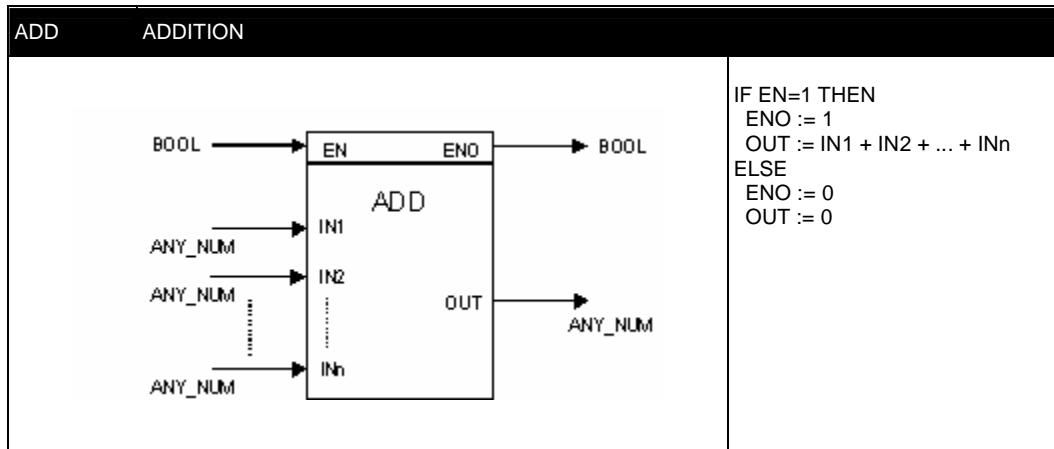 ADD ADDITION
BOOL EN ENO BOOL
ADD
ANY_NUM IN1
ANY_NUM IN2
OUT ANY_NUM
ANY_NUM INn
IF EN=1 THEN
ENO := 1
OUT := IN1 + IN2 + ... + INn
ELSE
ENO := 0
OUT := 0